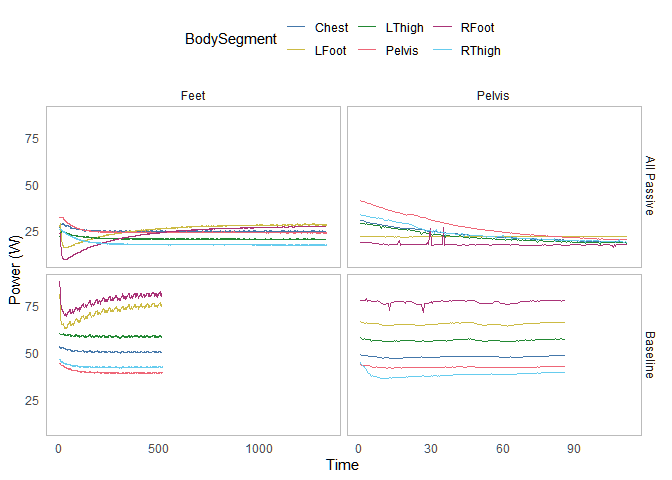 BodySegment
Chest LThigh RFoot
LFoot Pelvis RThigh
Feet Pelvis
75
50
25
All Passive
75
50
25
Baseline
Power (W)
0 500 1000 0 30 60 90
Time